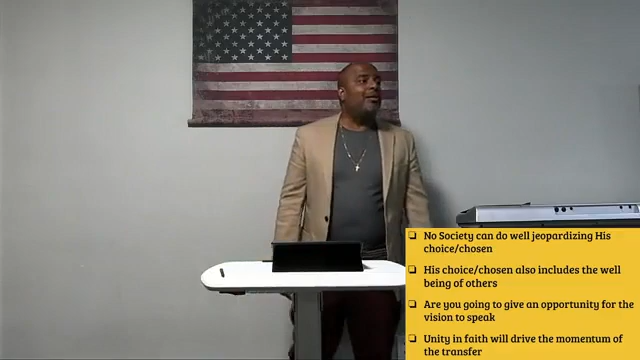 No Society can do well jeopardizing His
choice/chosen
His choice/chosen also includes the well
being of others
Are you going to give an opportunity for the
vision to speak
Unity in faith will drive the momentum of
the transfer